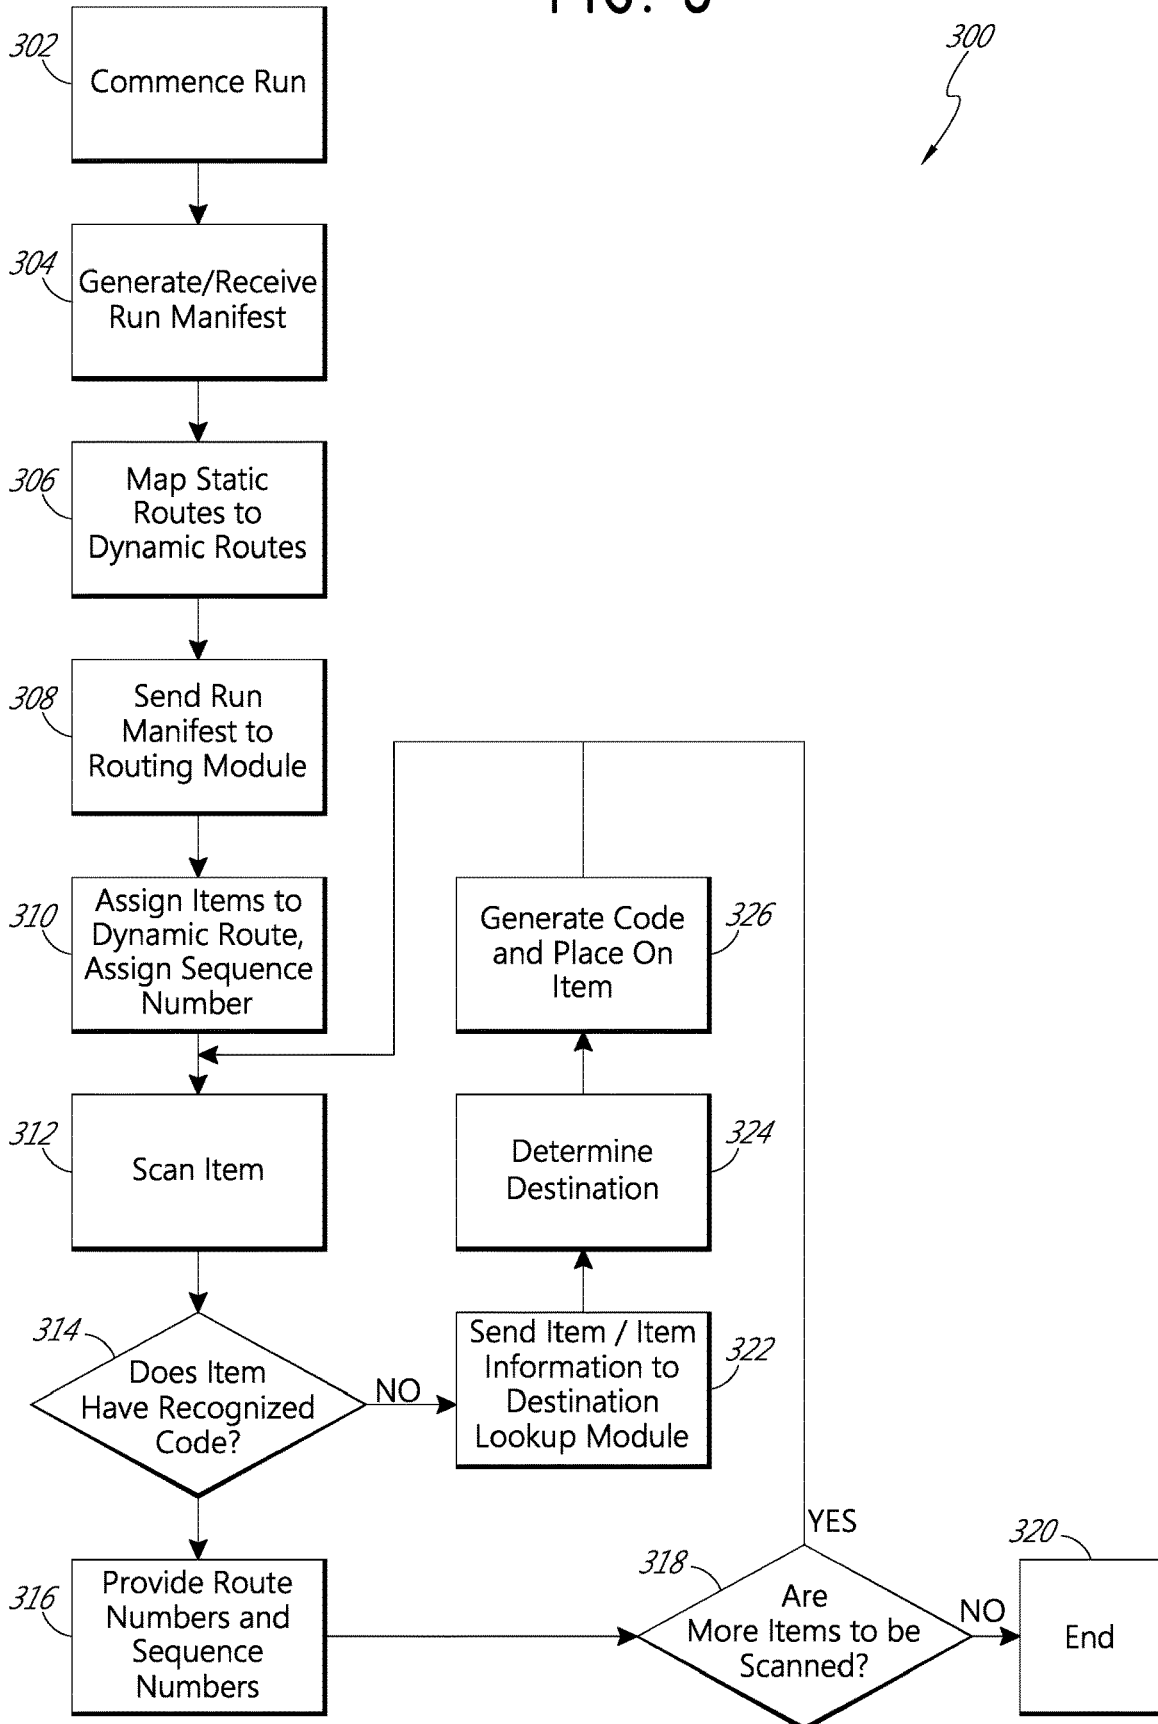 300
302
Commence Run
304
Generate/Receive
Run Manifest
306
Map Static
Routes to
Dynamic Routes
308
Send Run
Manifest to
Routing Module
310
Assign Items to
Dynamic Route,
Assign Sequence
Number
Generate Code
and Place On
Item
326
312
Scan Item
Determine
Destination
324
314
Does Item
Have Recognized
Code?
NO
Send Item / Item
Information to
Destination
Lookup Module
322
316
Provide Route
Numbers and
Sequence
Numbers
YES
318
Are
More Items to be
Scanned?
NO
320
End